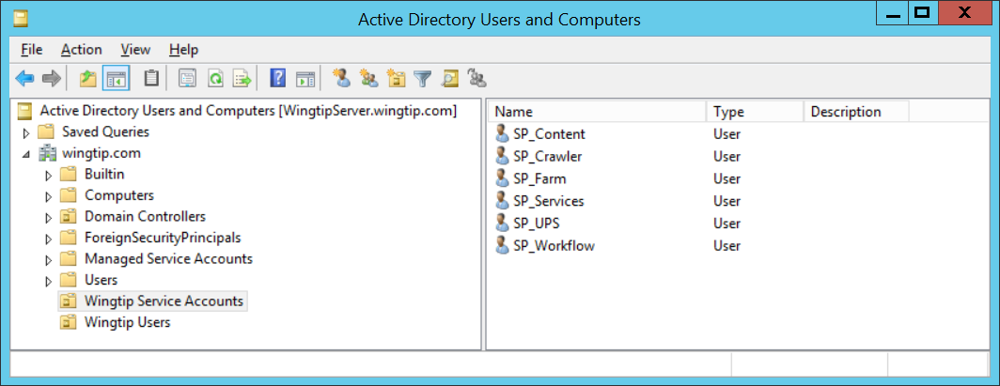 Active Directory Users and Computers
File Action View Help
Active Directory Users and Computers [WingtipServer.wingtip.com]
Saved Queries
wingtip.com
Builtin
Computers
Domain Controllers
ForeignSecurityPrincipals
Managed Service Accounts
Users
Wingtip Service Accounts
Wingtip Users
Name Type Description
SP_Content User
SP_Crawler User
SP_Farm User
SP_Services User
SP_UPS User
SP_Workflow User